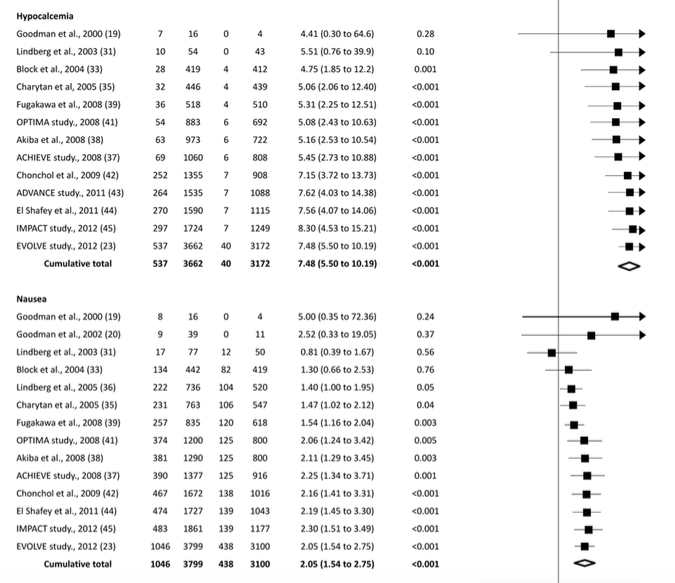 Hypocalcemia
Goodman et al., 2000 (19) 7 16 0 4 4.41 (0.30 to 64.6) 0.28
Lindberg et al., 2003 (31) 10 54 0 43 5.51 (0.76 to 39.9) 0.10
Block et al., 2004 (33) 28 419 4 412 4.75 (1.85 to 12.2) 0.001
Charytan et al, 2005 (35) 32 446 4 439 5.06 (2.06 to 12.40) <0.001
Fugakawa et al., 2008 (39) 36 518 4 510 5.31 (2.25 to 12.51) <0.001
OPTIMA study., 2008 (41) 54 883 6 692 5.08 (2.43 to 10.63) <0.001
Akiba et al., 2008 (38) 63 973 6 722 5.16 (2.53 to 10.54) <0.001
ACHIEVE study., 2008 (37) 69 1060 6 808 5.45 (2.73 to 10.88) <0.001
Chonchol et al., 2009 (42) 252 1355 7 908 7.15 (3.72 to 13.73) <0.001
ADVANCE study., 2011 (43) 264 1535 7 1088 7.62 (4.03 to 14.38) <0.001
El Shafey et al., 2011 (44) 270 1590 7 1115 7.56 (4.07 to 14.06) <0.001
IMPACT study., 2012 (45) 297 1724 7 1249 8.30 (4.53 to 15.21) <0.001
EVOLVE study., 2012 (23) 537 3662 40 3172 7.48 (5.50 to 10.19) <0.001
Cumulative total 537 3662 40 3172 7.48 (5.50 to 10.19) <0.001
Nausea
Goodman et al., 2000 (19) 8 16 0 4 5.00 (0.35 to 72.36) 0.24
Goodman et al., 2002 (20) 9 39 0 11 2.52 (0.33 to 19.05) 0.37
Lindberg et al., 2003 (31) 17 77 12 50 0.81 (0.39 to 1.67) 0.56
Block et al., 2004 (33) 134 442 82 419 1.30 (0.66 to 2.53) 0.76
Lindberg et al., 2005 (36) 222 736 104 520 1.40 (1.00 to 1.95) 0.05
Charytan et al., 2005 (35) 231 763 106 547 1.47 (1.02 to 2.12) 0.04
Fugakawa et al., 2008 (39) 257 835 120 618 1.54 (1.16 to 2.04) 0.003
OPTIMA study., 2008 (41) 374 1200 125 800 2.06 (1.24 to 3.42) 0.005
Akiba et al., 2008 (38) 381 1290 125 800 2.11 (1.29 to 3.45) 0.003
ACHIEVE study., 2008 (37) 390 1377 125 916 2.25 (1.34 to 3.71) 0.001
Chonchol et al., 2009 (42) 467 1672 138 1016 2.16 (1.41 to 3.31) <0.001
El Shafey et al., 2011 (44) 474 1727 139 1043 2.19 (1.45 to 3.30) <0.001
IMPACT study., 2012 (45) 483 1861 139 1177 2.30 (1.51 to 3.49) <0.001
EVOLVE study., 2012 (23) 1046 3799 438 3100 2.05 (1.54 to 2.75) <0.001
Cumulative total 1046 3799 438 3100 2.05 (1.54 to 2.75) <0.001